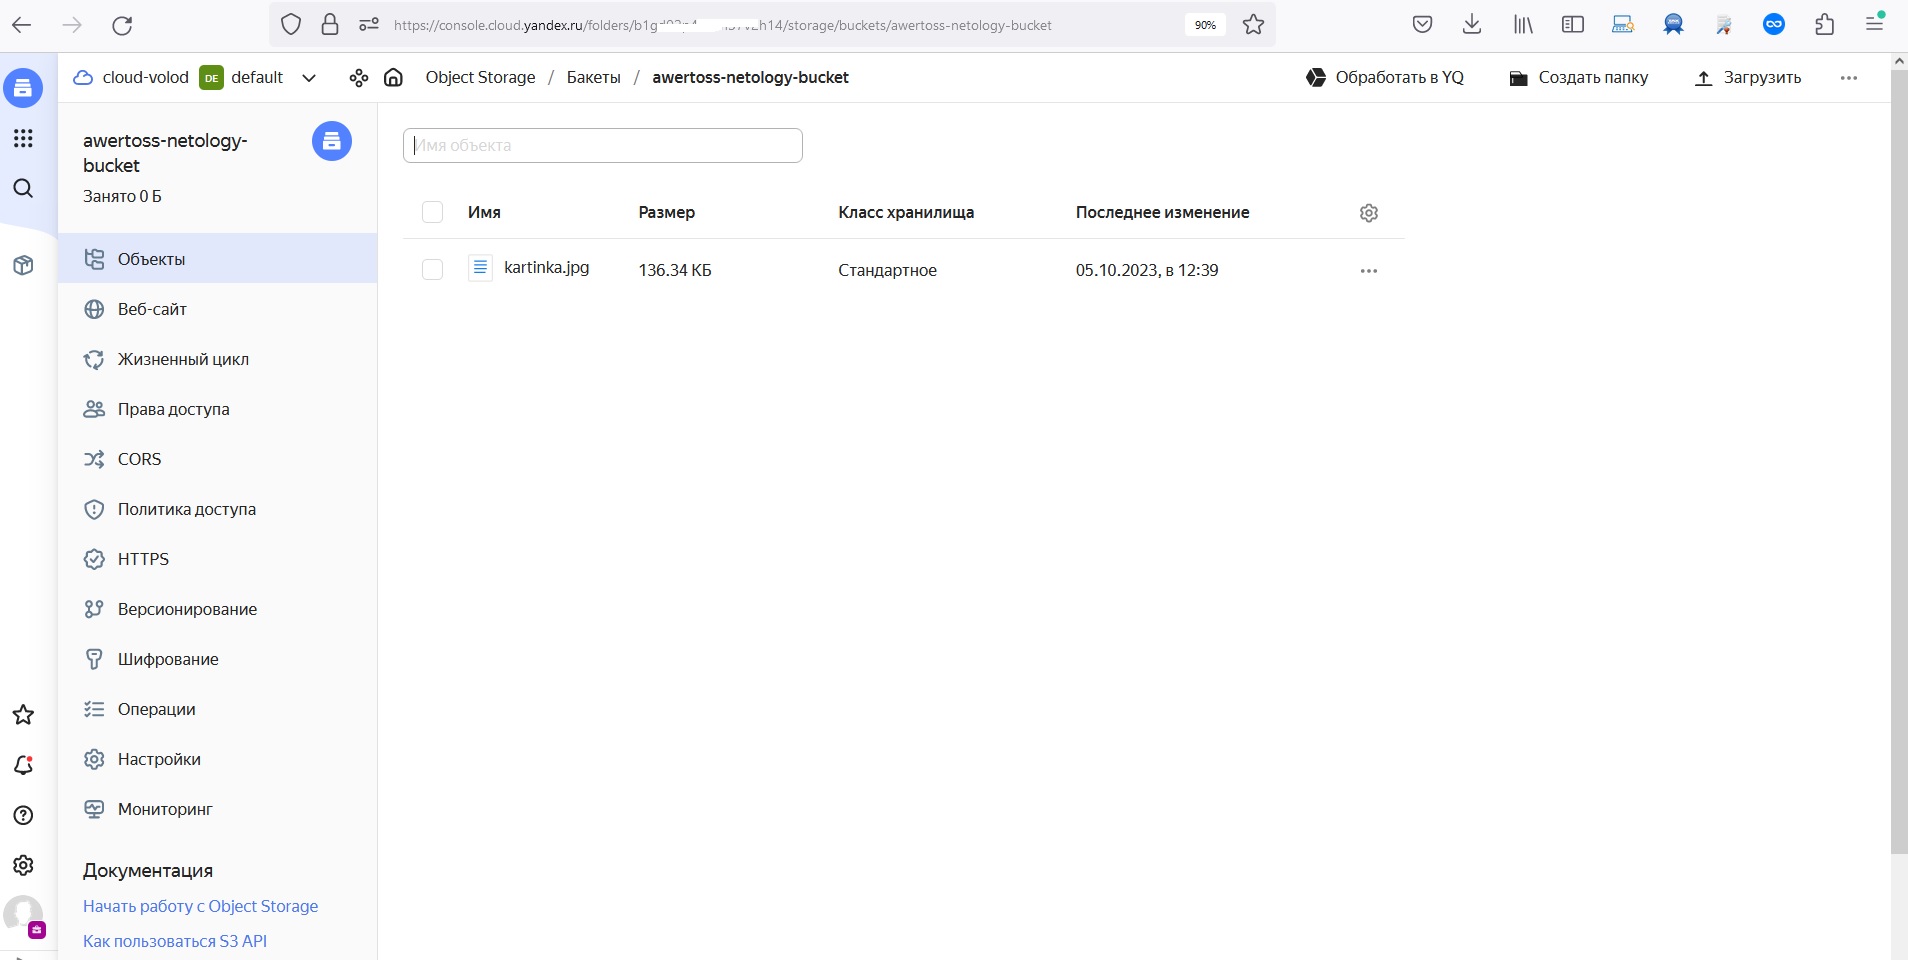 https://console.cloud.yandex.ru/folders/ h14/storage/buckets/awertoss-netology-bucket
90%
cloud-volod DE default
Object Storage / Бакеты / awertoss-netology-bucket
Обработать в YQ
Создать папку
Загрузить
awertoss-netology-
bucket
Занято 0 Б
Объекты
Веб-сайт
Жизненный цикл
Права доступа
CORS
Политика доступа
HTTPS
Версионирование
Шифрование
Операции
Настройки
Мониторинг
Документация
Начать работу с Object Storage
Как пользоваться S3 API
Имя объекта
Имя Размер Класс хранилища Последнее изменение
kartinka.jpg 136.34 КБ Стандартное 05.10.2023, в 12:39